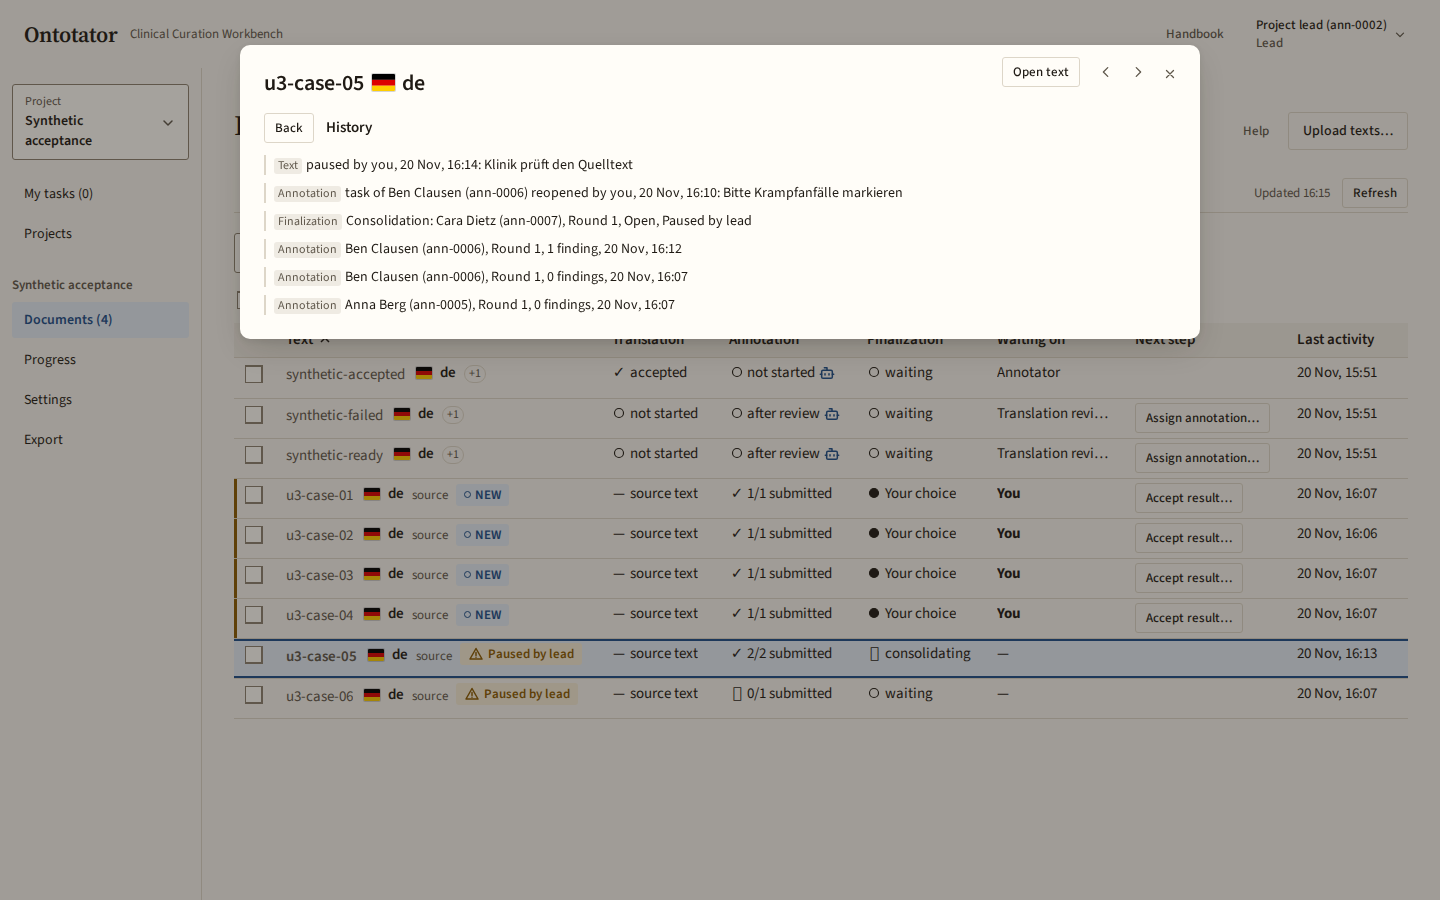 Ontotator Clinical Curation Workbench
Handbook
Project lead (ann-0002)
Lead
Project
Synthetic acceptance
My tasks (0)
Projects
Synthetic acceptance
Documents (4)
Progress
Settings
Export
u3-case-05 de
Open text
Back History
Text paused by you, 20 Nov, 16:14: Klinik prüft den Quelltext
Annotation task of Ben Clausen (ann-0006) reopened by you, 20 Nov, 16:10: Bitte Krampfanfälle markieren
Finalization Consolidation: Cara Dietz (ann-0007), Round 1, Open, Paused by lead
Annotation Ben Clausen (ann-0006), Round 1, 1 finding, 20 Nov, 16:12
Annotation Ben Clausen (ann-0006), Round 1, 0 findings, 20 Nov, 16:07
Annotation Anna Berg (ann-0005), Round 1, 0 findings, 20 Nov, 16:07
Help Upload texts…
Updated 16:15 Refresh
Text Translation Annotation Finalization Waiting on Next step Last activity
synthetic-accepted de +1 ✓ accepted not started waiting Annotator 20 Nov, 15:51
synthetic-failed de +1 not started after review waiting Translation revi… Assign annotation… 20 Nov, 15:51
synthetic-ready de +1 not started after review waiting Translation revi… Assign annotation… 20 Nov, 15:51
u3-case-01 de source NEW — source text ✓ 1/1 submitted Your choice You Accept result… 20 Nov, 16:07
u3-case-02 de source NEW — source text ✓ 1/1 submitted Your choice You Accept result… 20 Nov, 16:06
u3-case-03 de source NEW — source text ✓ 1/1 submitted Your choice You Accept result… 20 Nov, 16:07
u3-case-04 de source NEW — source text ✓ 1/1 submitted Your choice You Accept result… 20 Nov, 16:07
u3-case-05 de source Paused by lead — source text ✓ 2/2 submitted consolidating — 20 Nov, 16:13
u3-case-06 de source Paused by lead — source text 0/1 submitted waiting — 20 Nov, 16:07